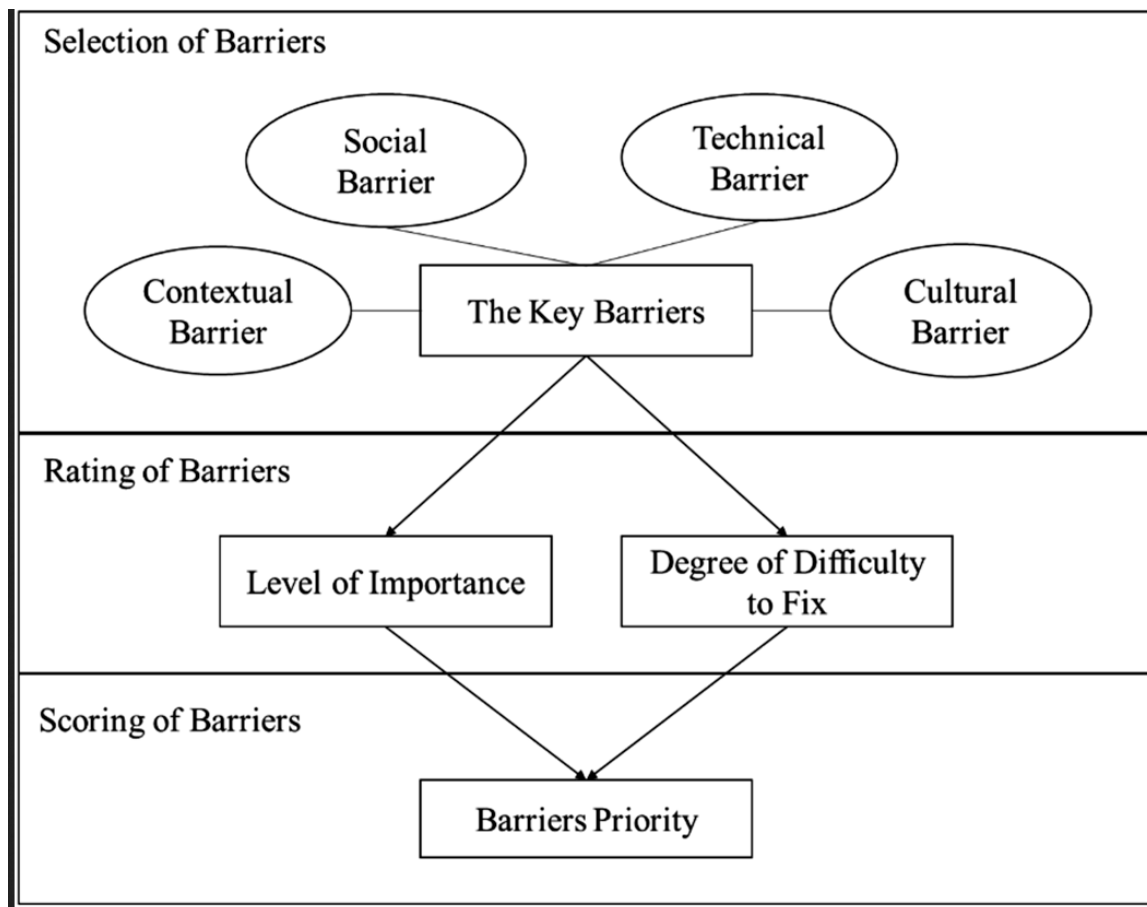 Selection of Barriers
Social
Barrier
Technical
Barrier
Contextual
Barrier
The Key Barriers
Cultural
Barrier
Rating of Barriers
Level of Importance
Degree of Difficulty
to Fix
Scoring of Barriers
Barriers Priority